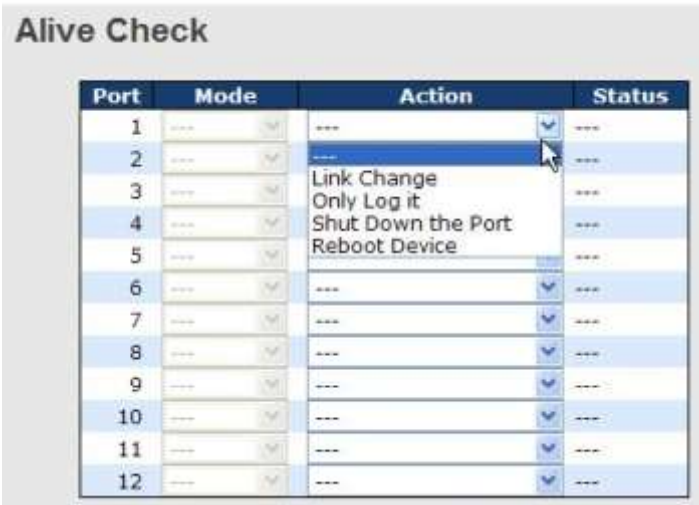 Alive Check
Port Mode Action Status
1 --- --- ---
2 --- --- ---
Link Change
3 --- ---
Only Log it
4 --- Shut Down the Port ---
5 --- Reboot Device ---
6 --- --- ---
7 --- --- ---
8 --- --- ---
9 --- --- ---
10 --- --- ---
11 --- --- ---
12 --- --- ---